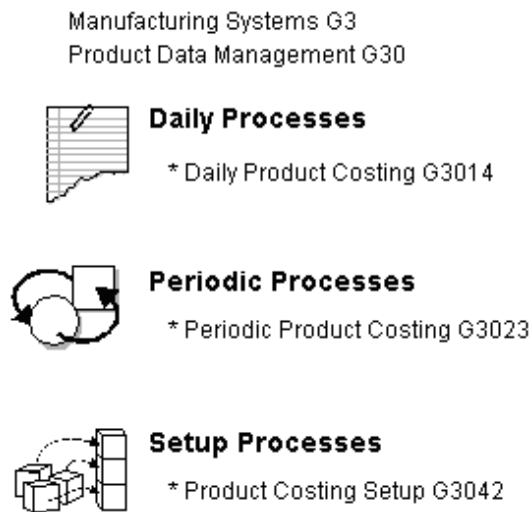 Manufacturing Systems G3
Product Data Management G30
Daily Processes
* Daily Product Costing G3014
Periodic Processes
* Periodic Product Costing G3023
Setup Processes
* Product Costing Setup G3042